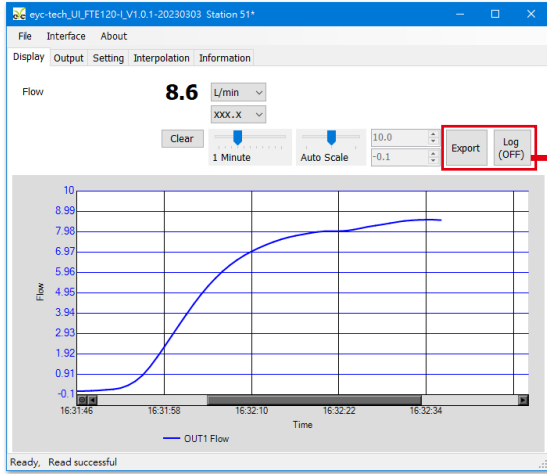 eyc-tech_UI_FTE120-I_V1.0.1-20230303 Station 51*
File Interface About
Display Output Setting Interpolation Information
Flow 8.6 L/min
XXX.X
Clear 1 Minute Auto Scale 10.0 -0.1 Export Log (OFF)
10
8.99
7.98
6.97
5.96
4.95
3.94
2.93
1.92
0.91
-0.1
Flow
16:31:46 16:31:58 16:32:10 16:32:22 16:32:34
Time
OUT1 Flow
Ready, Read successful